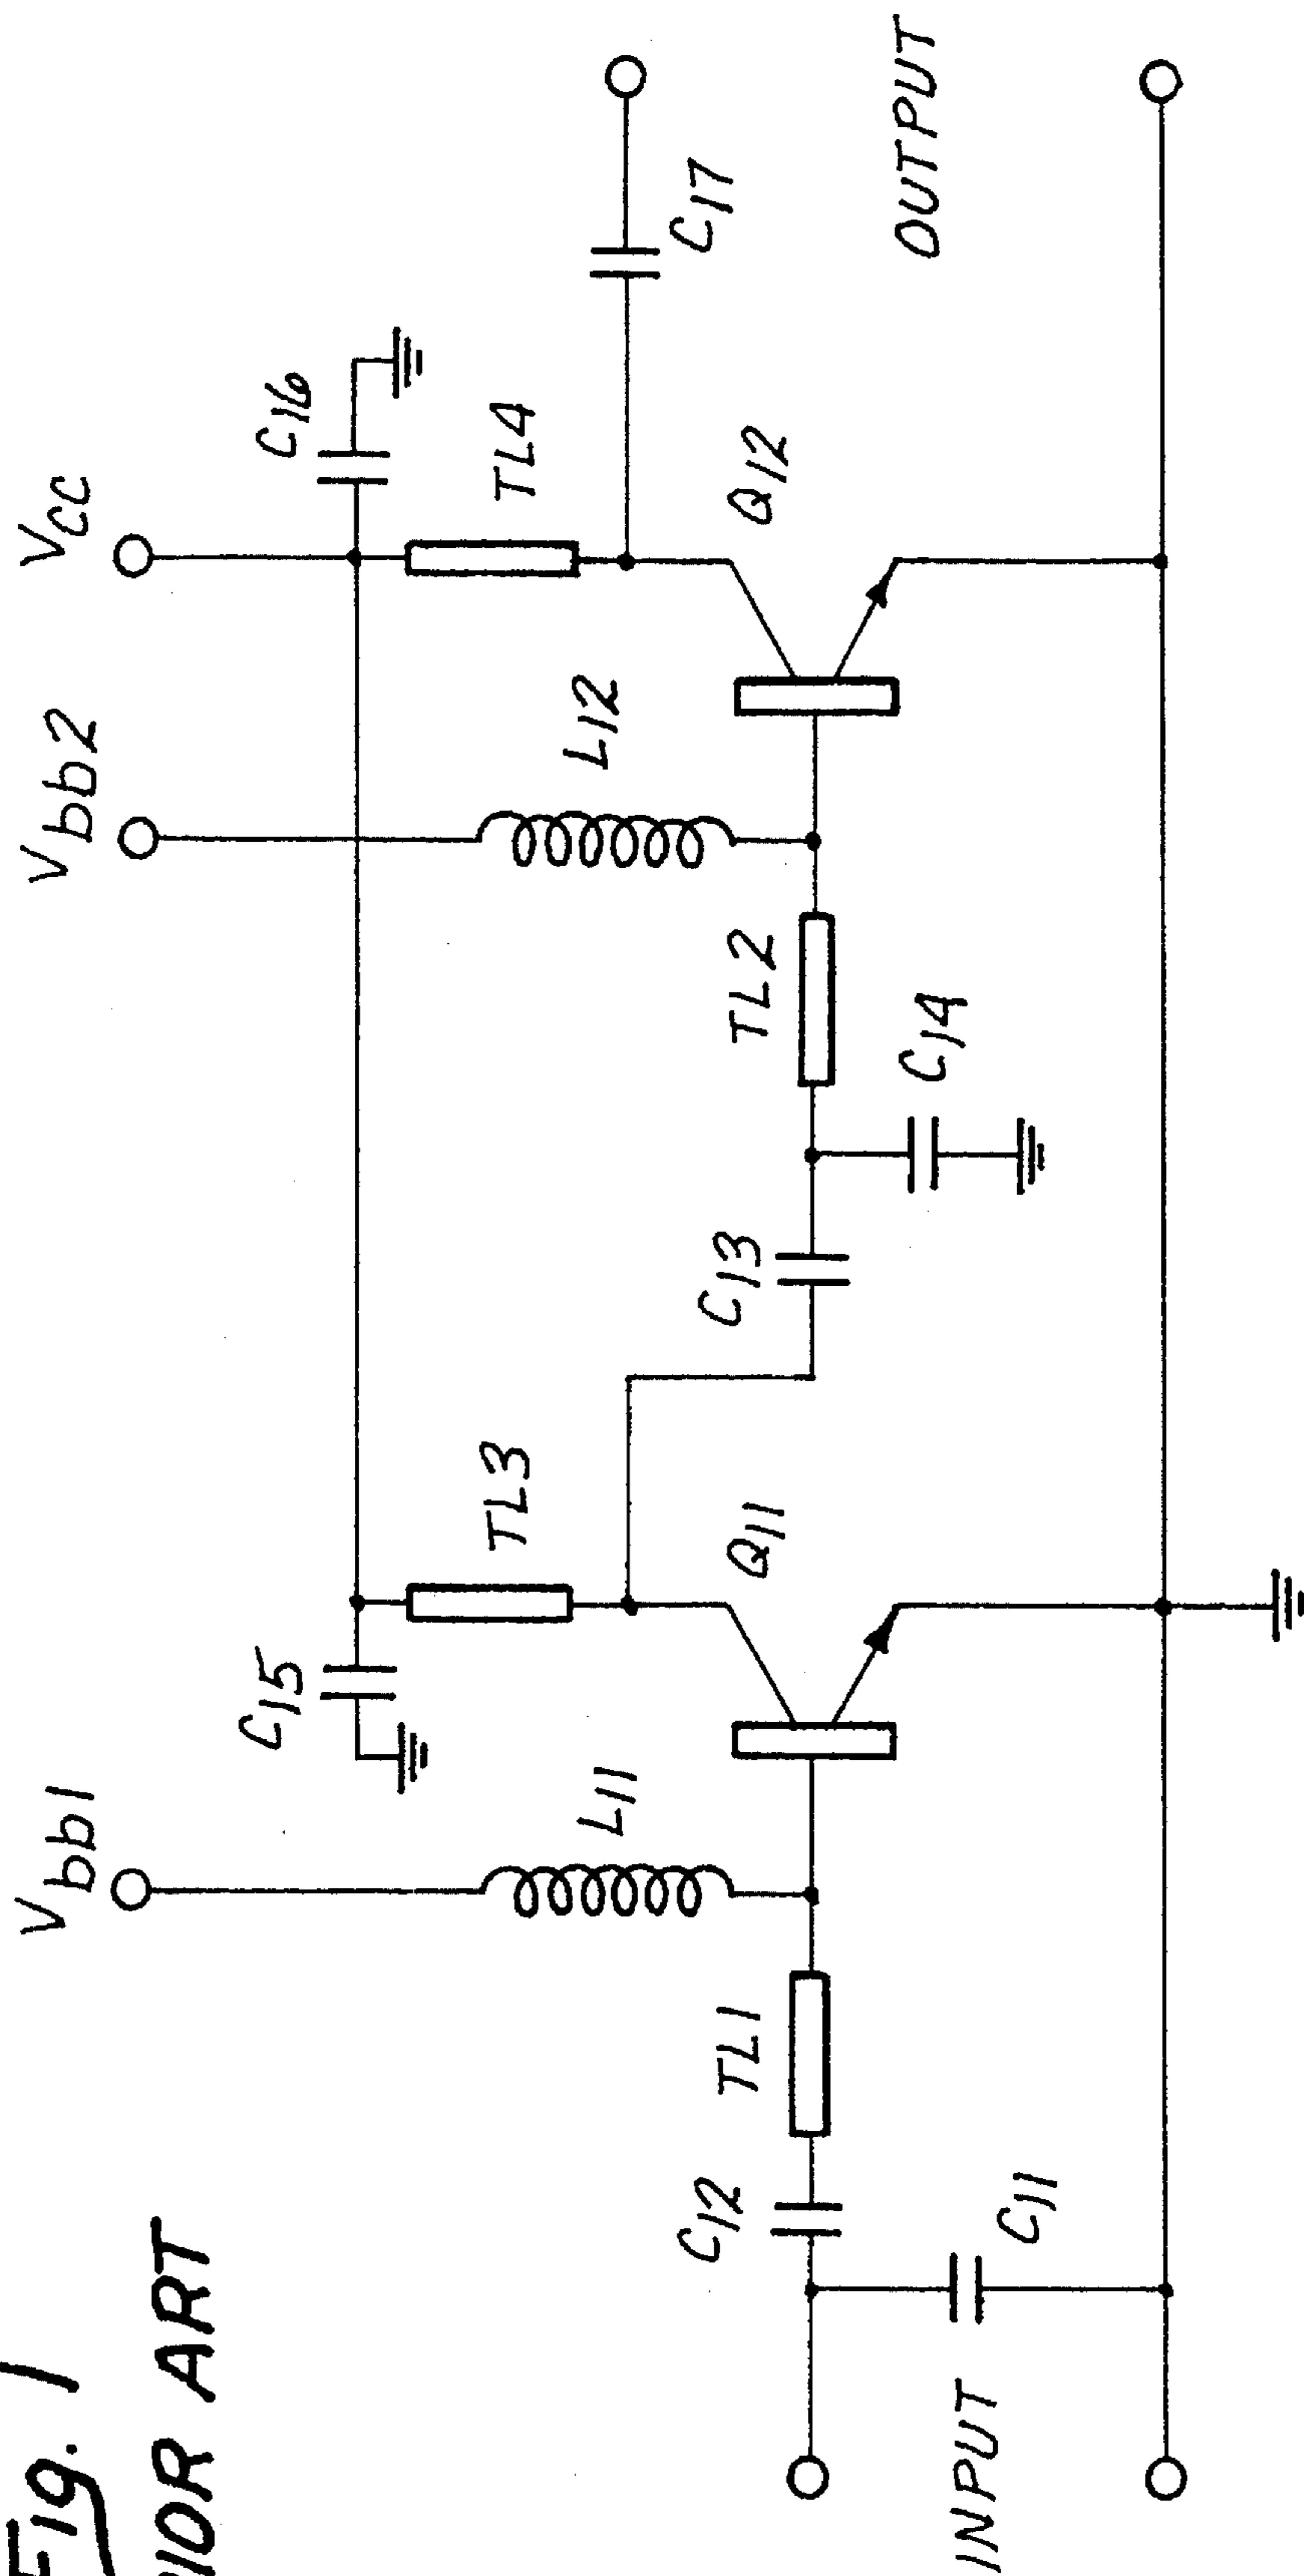 Fig. 1
PRIOR ART
Vbb1
Vbb2
Vcc
C15
C16
L11
TL3
L12
TL4
C17
C12
TL1
Q11
C13
TL2
Q12
C14
C11
INPUT
OUTPUT